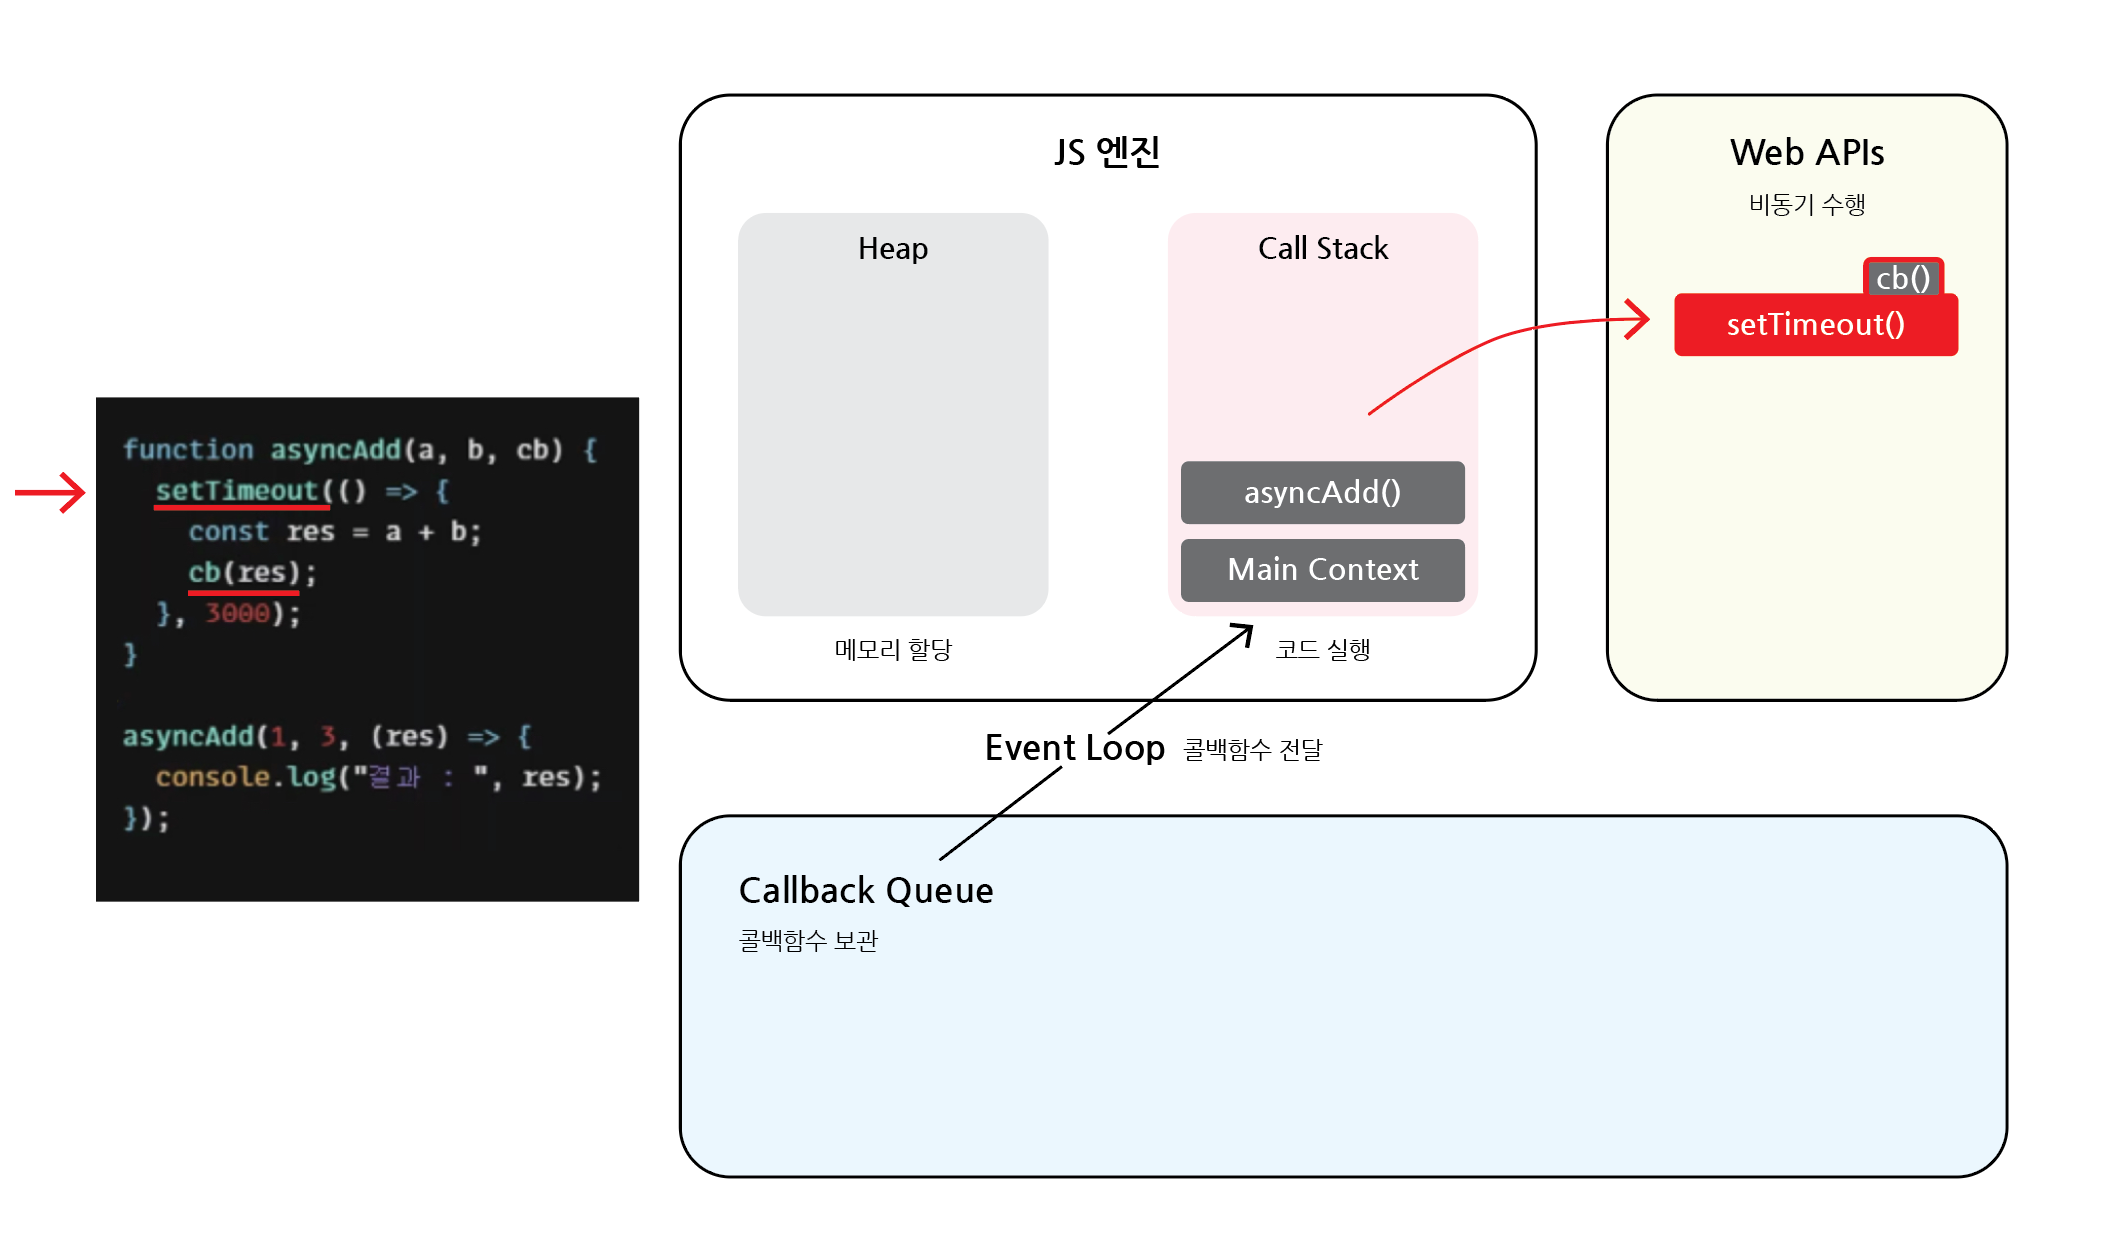 function asyncAdd(a, b, cb) {
setTimeout(() => {
const res = a + b;
cb(res);
}, 3000);
}
asyncAdd(1, 3, (res) => {
console.log("결과 : ", res);
});
JS 엔진
Heap
메모리 할당
Call Stack
asyncAdd()
Main Context
코드 실행
Web APIs
비동기 수행
cb()
setTimeout()
Event Loop 콜백함수 전달
Callback Queue
콜백함수 보관